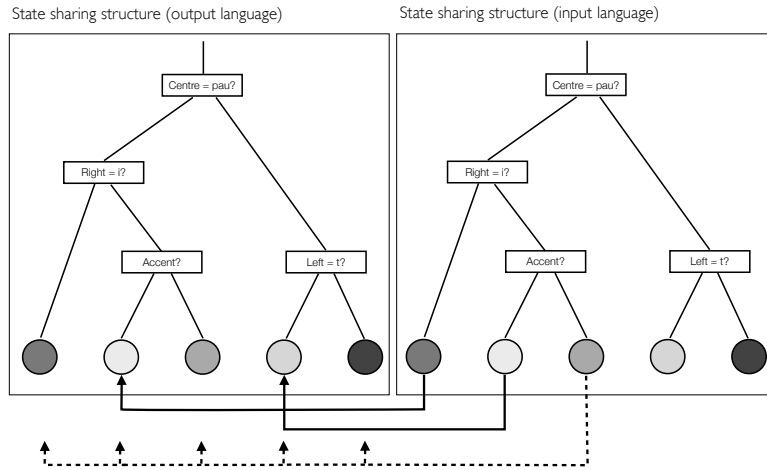 State sharing structure (output language)
State sharing structure (input language)
Centre = pau?
Centre = pau?
Right = i?
Right = i?
Accent?
Left = t?
Accent?
Left = t?